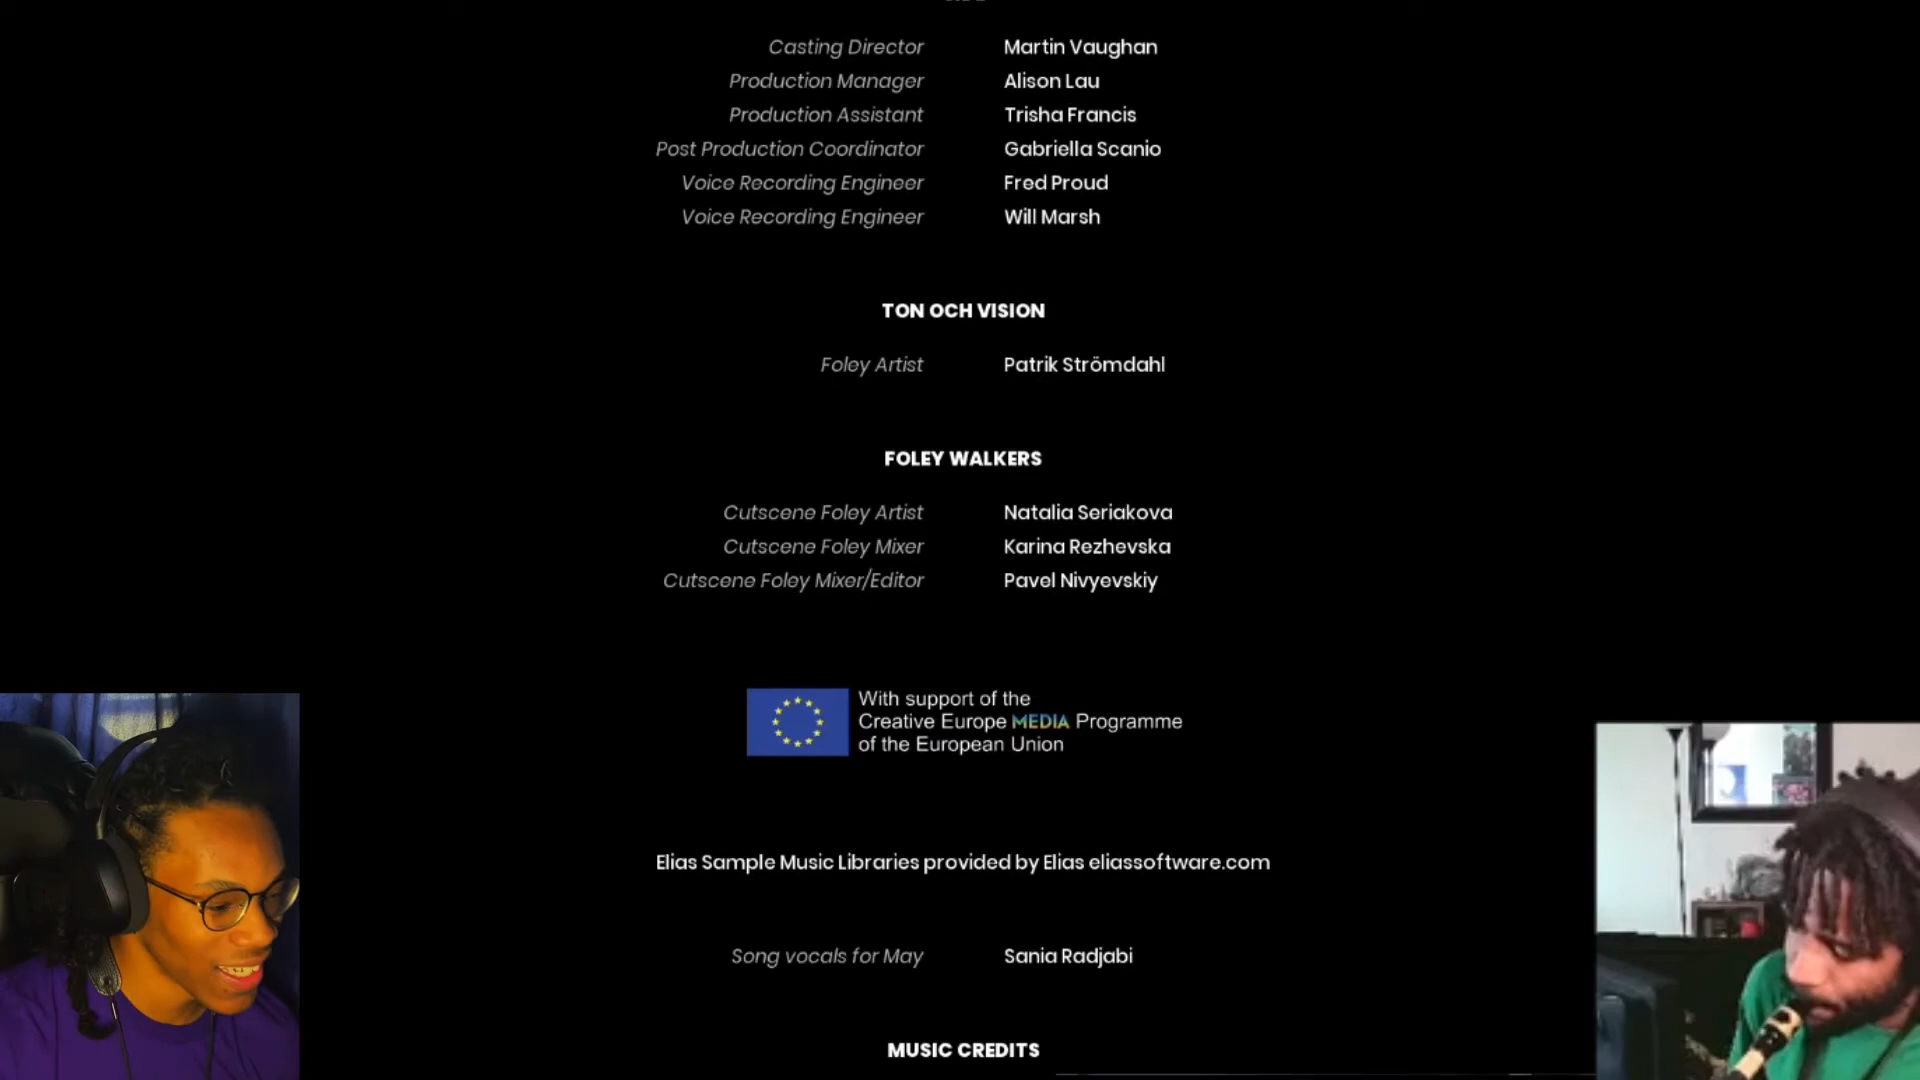 Casting Director Martin Vaughan
Production Manager Alison Lau
Production Assistant Trisha Francis
Post Production Coordinator Gabriella Scanio
Voice Recording Engineer Fred Proud
Voice Recording Engineer Will Marsh
TON OCH VISION
Foley Artist Patrik Strömdahl
FOLEY WALKERS
Cutscene Foley Artist Natalia Seriakova
Cutscene Foley Mixer Karina Rezhevska
Cutscene Foley Mixer/Editor Pavel Nivyevskiy
With support of the
Creative Europe MEDIA Programme
of the European Union
Elias Sample Music Libraries provided by Elias eliassoftware.com
Song vocals for May Sania Radjabi
MUSIC CREDITS